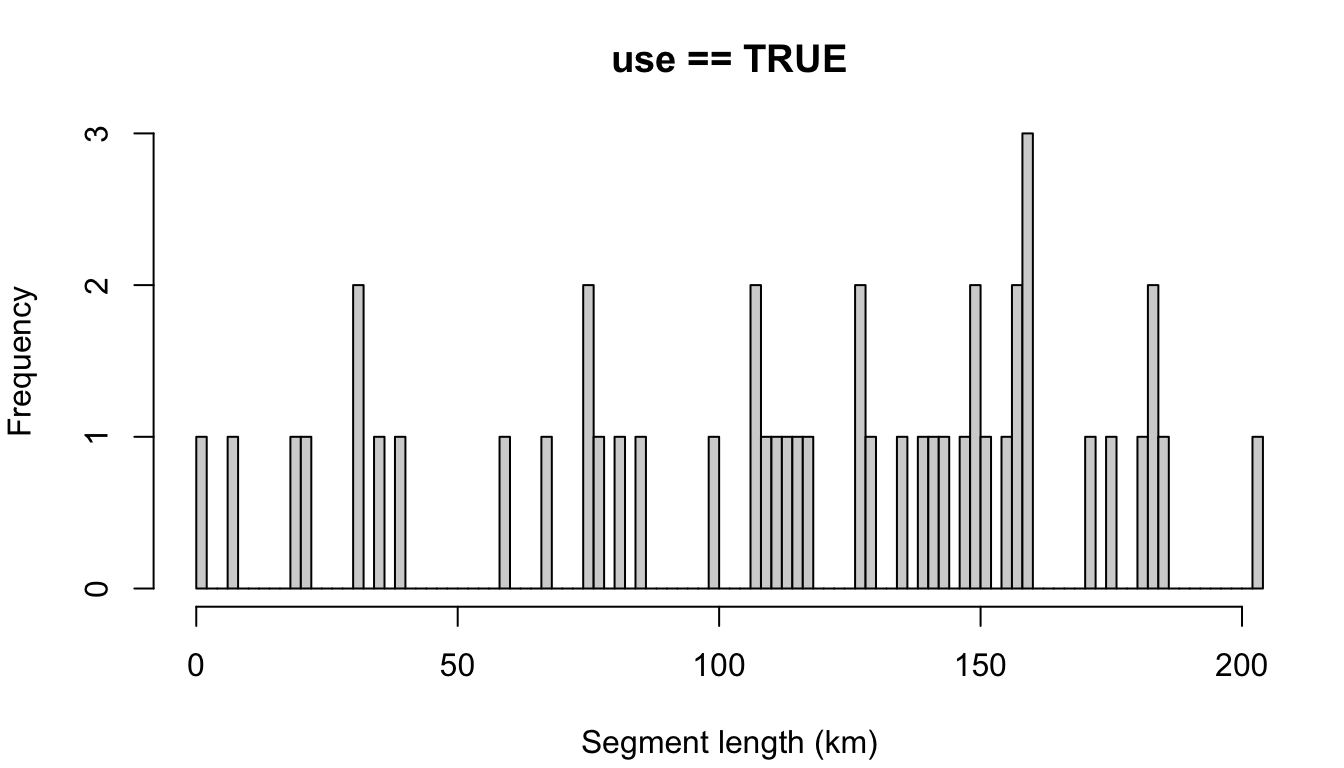 use == TRUE
3
2
1
0
Frequency
0 50 100 150 200
Segment length (km)